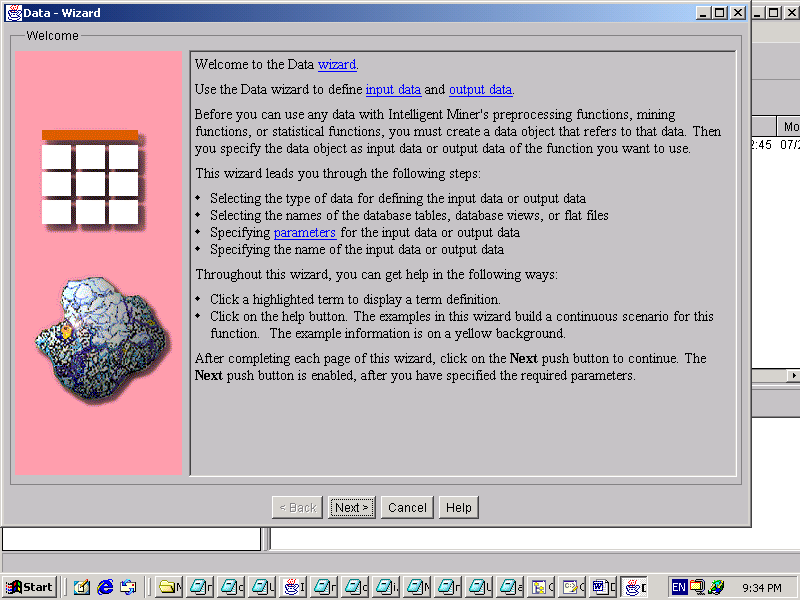 Data - Wizard
Welcome
Welcome to the Data wizard.
Use the Data wizard to define input data and output data.
Before you can use any data with Intelligent Miner's preprocessing functions, mining
functions, or statistical functions, you must create a data object that refers to that data. Then
you specify the data object as input data or output data of the function you want to use.
This wizard leads you through the following steps:
Selecting the type of data for defining the input data or output data
Selecting the names of the database tables, database views, or flat files
Specifying parameters for the input data or output data
Specifying the name of the input data or output data
Throughout this wizard, you can get help in the following ways:
Click a highlighted term to display a term definition.
Click on the help button. The examples in this wizard build a continuous scenario for this
function. The example information is on a yellow background.
After completing each page of this wizard, click on the Next push button to continue. The
Next push button is enabled, after you have specified the required parameters.
Mo
2:45 07/2
< Back Next > Cancel Help
Start
EN
9:34 PM